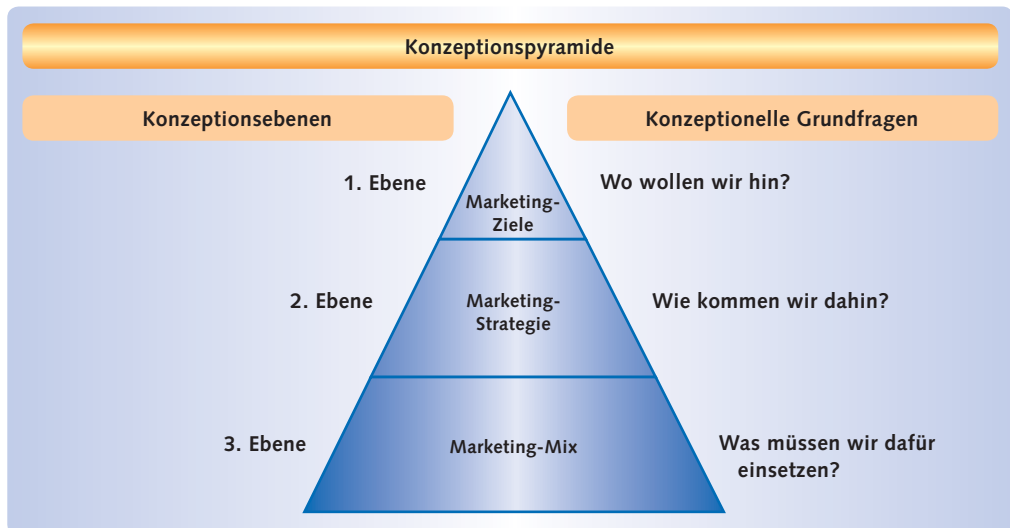 Konzeptionspyramide
Konzeptionsebenen
Konzeptionelle Grundfragen
1. Ebene
Marketing-
Ziele
Wo wollen wir hin?
2. Ebene
Marketing-
Strategie
Wie kommen wir dahin?
3. Ebene
Marketing-Mix
Was müssen wir dafür
einsetzen?